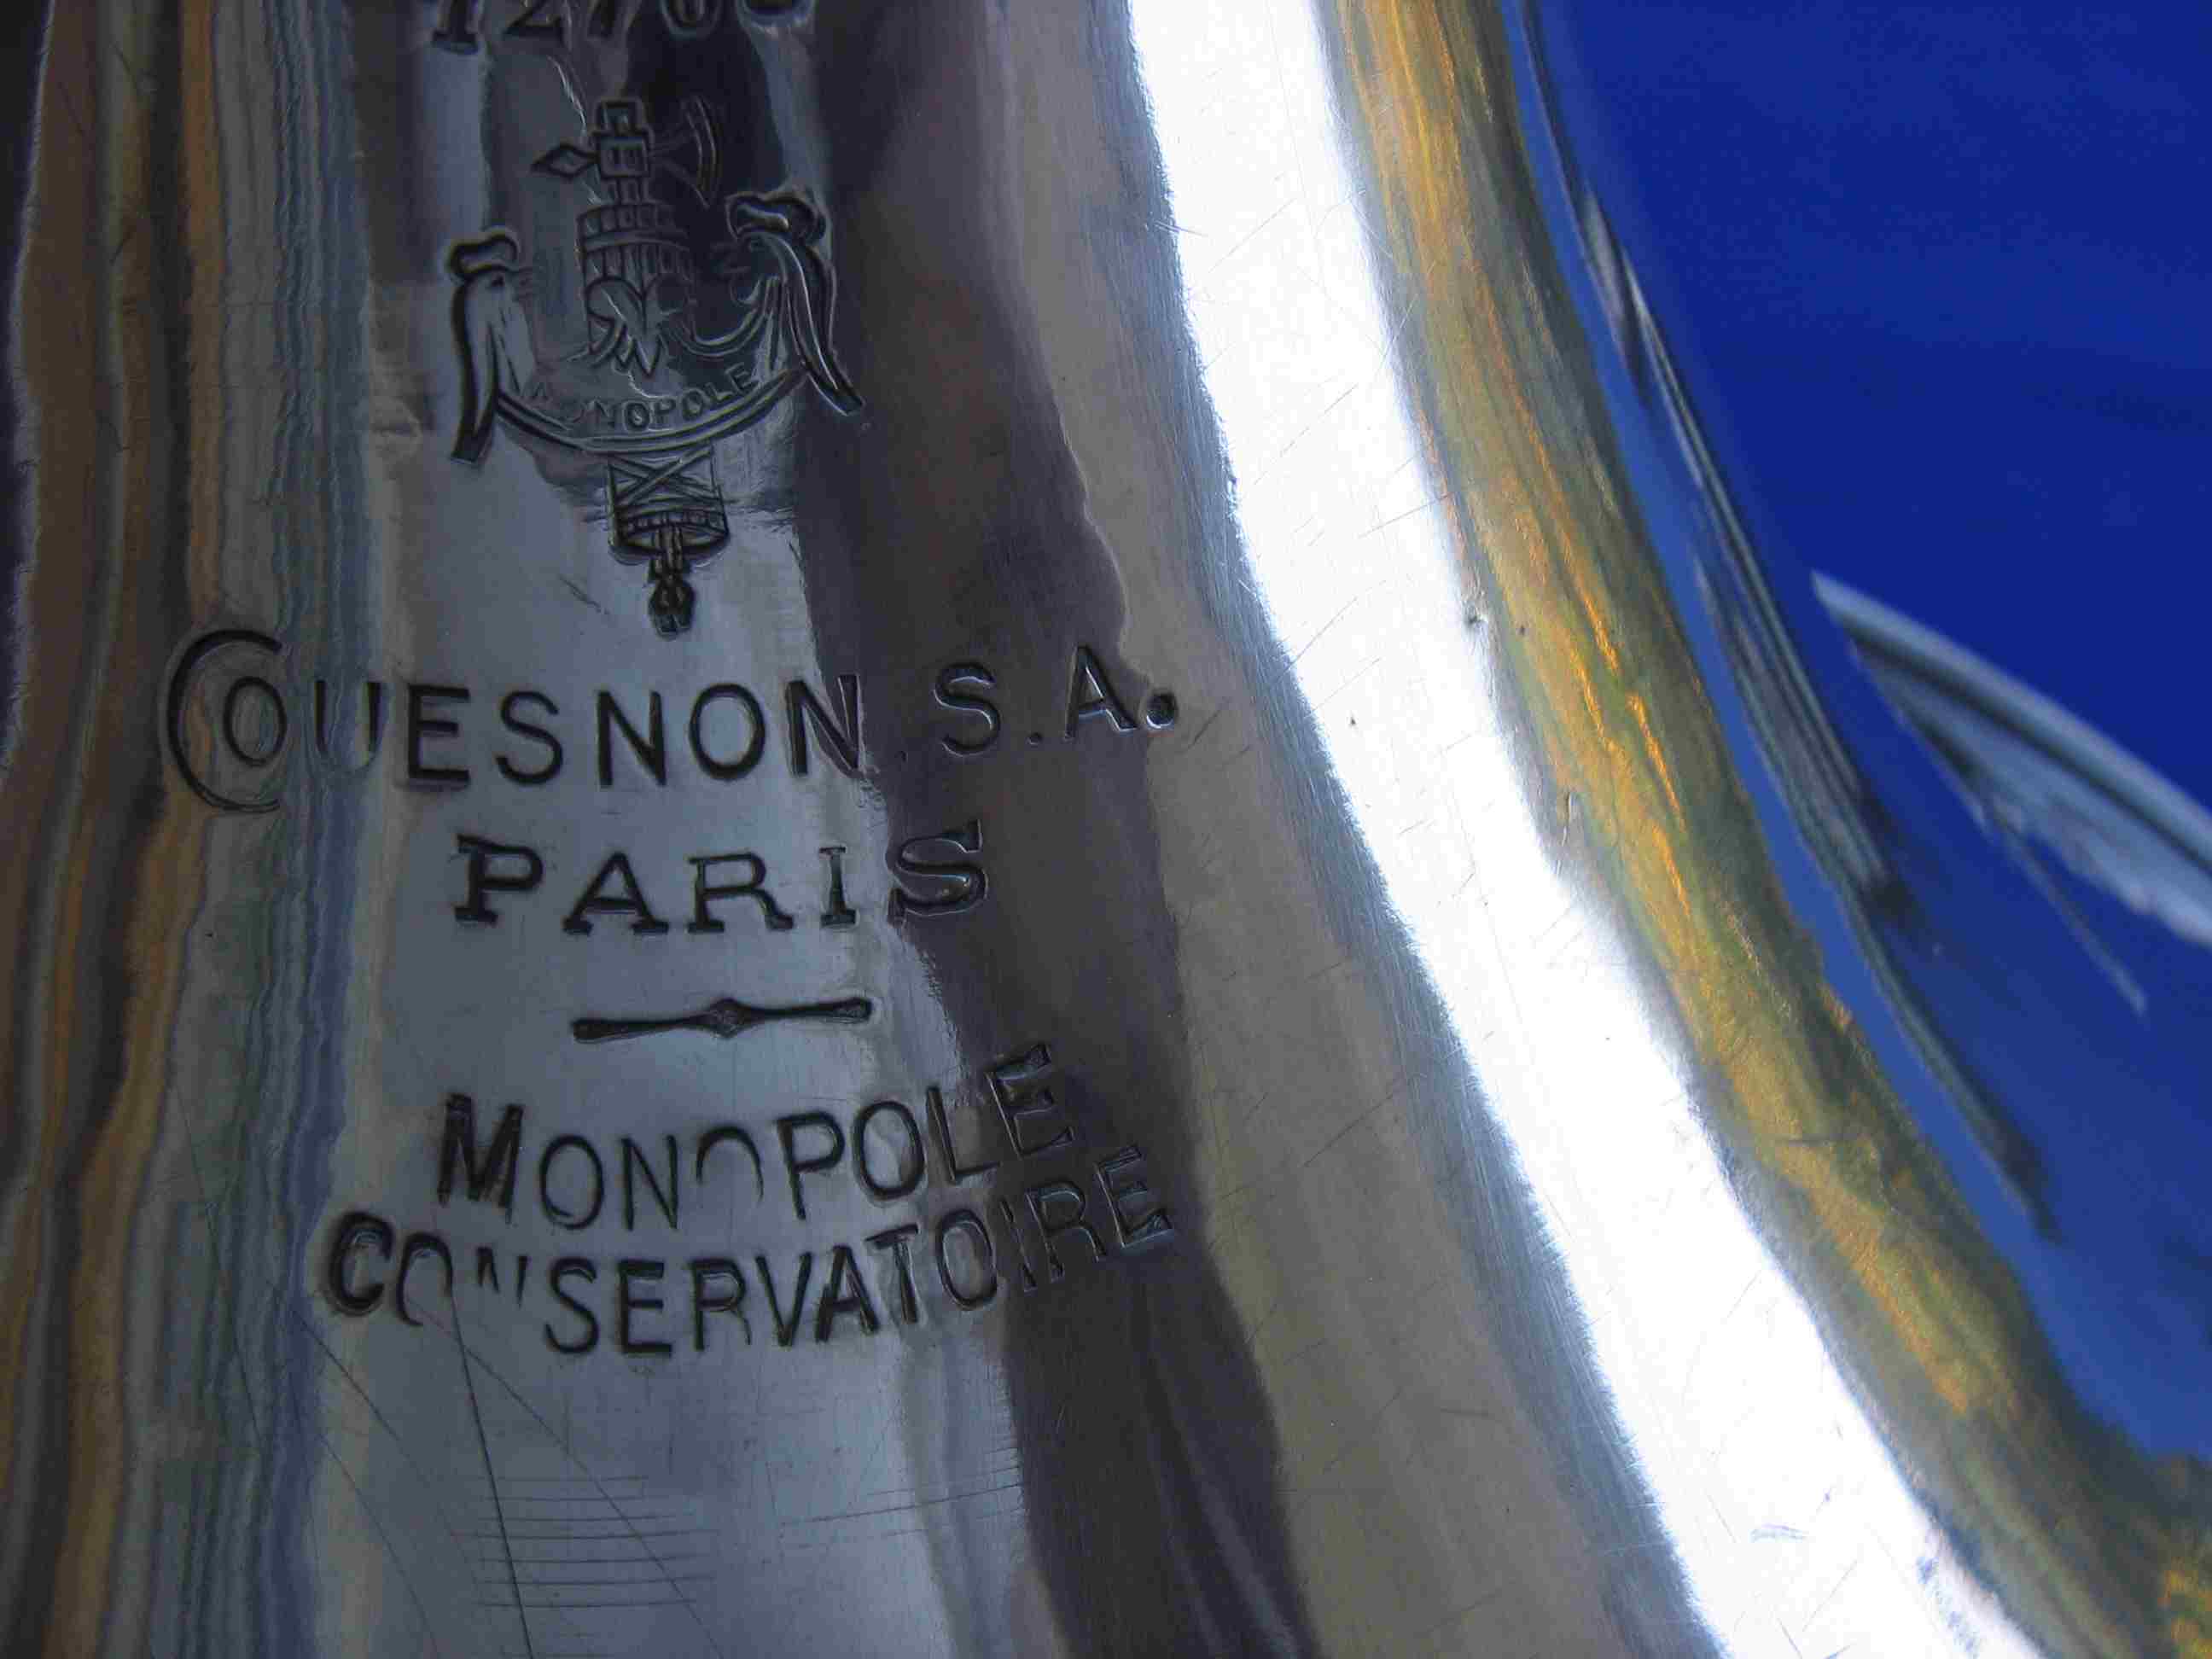 MONOPOLE
COUESNON. S.A.
PARIS
MONOPOLE
CONSERVATOIRE